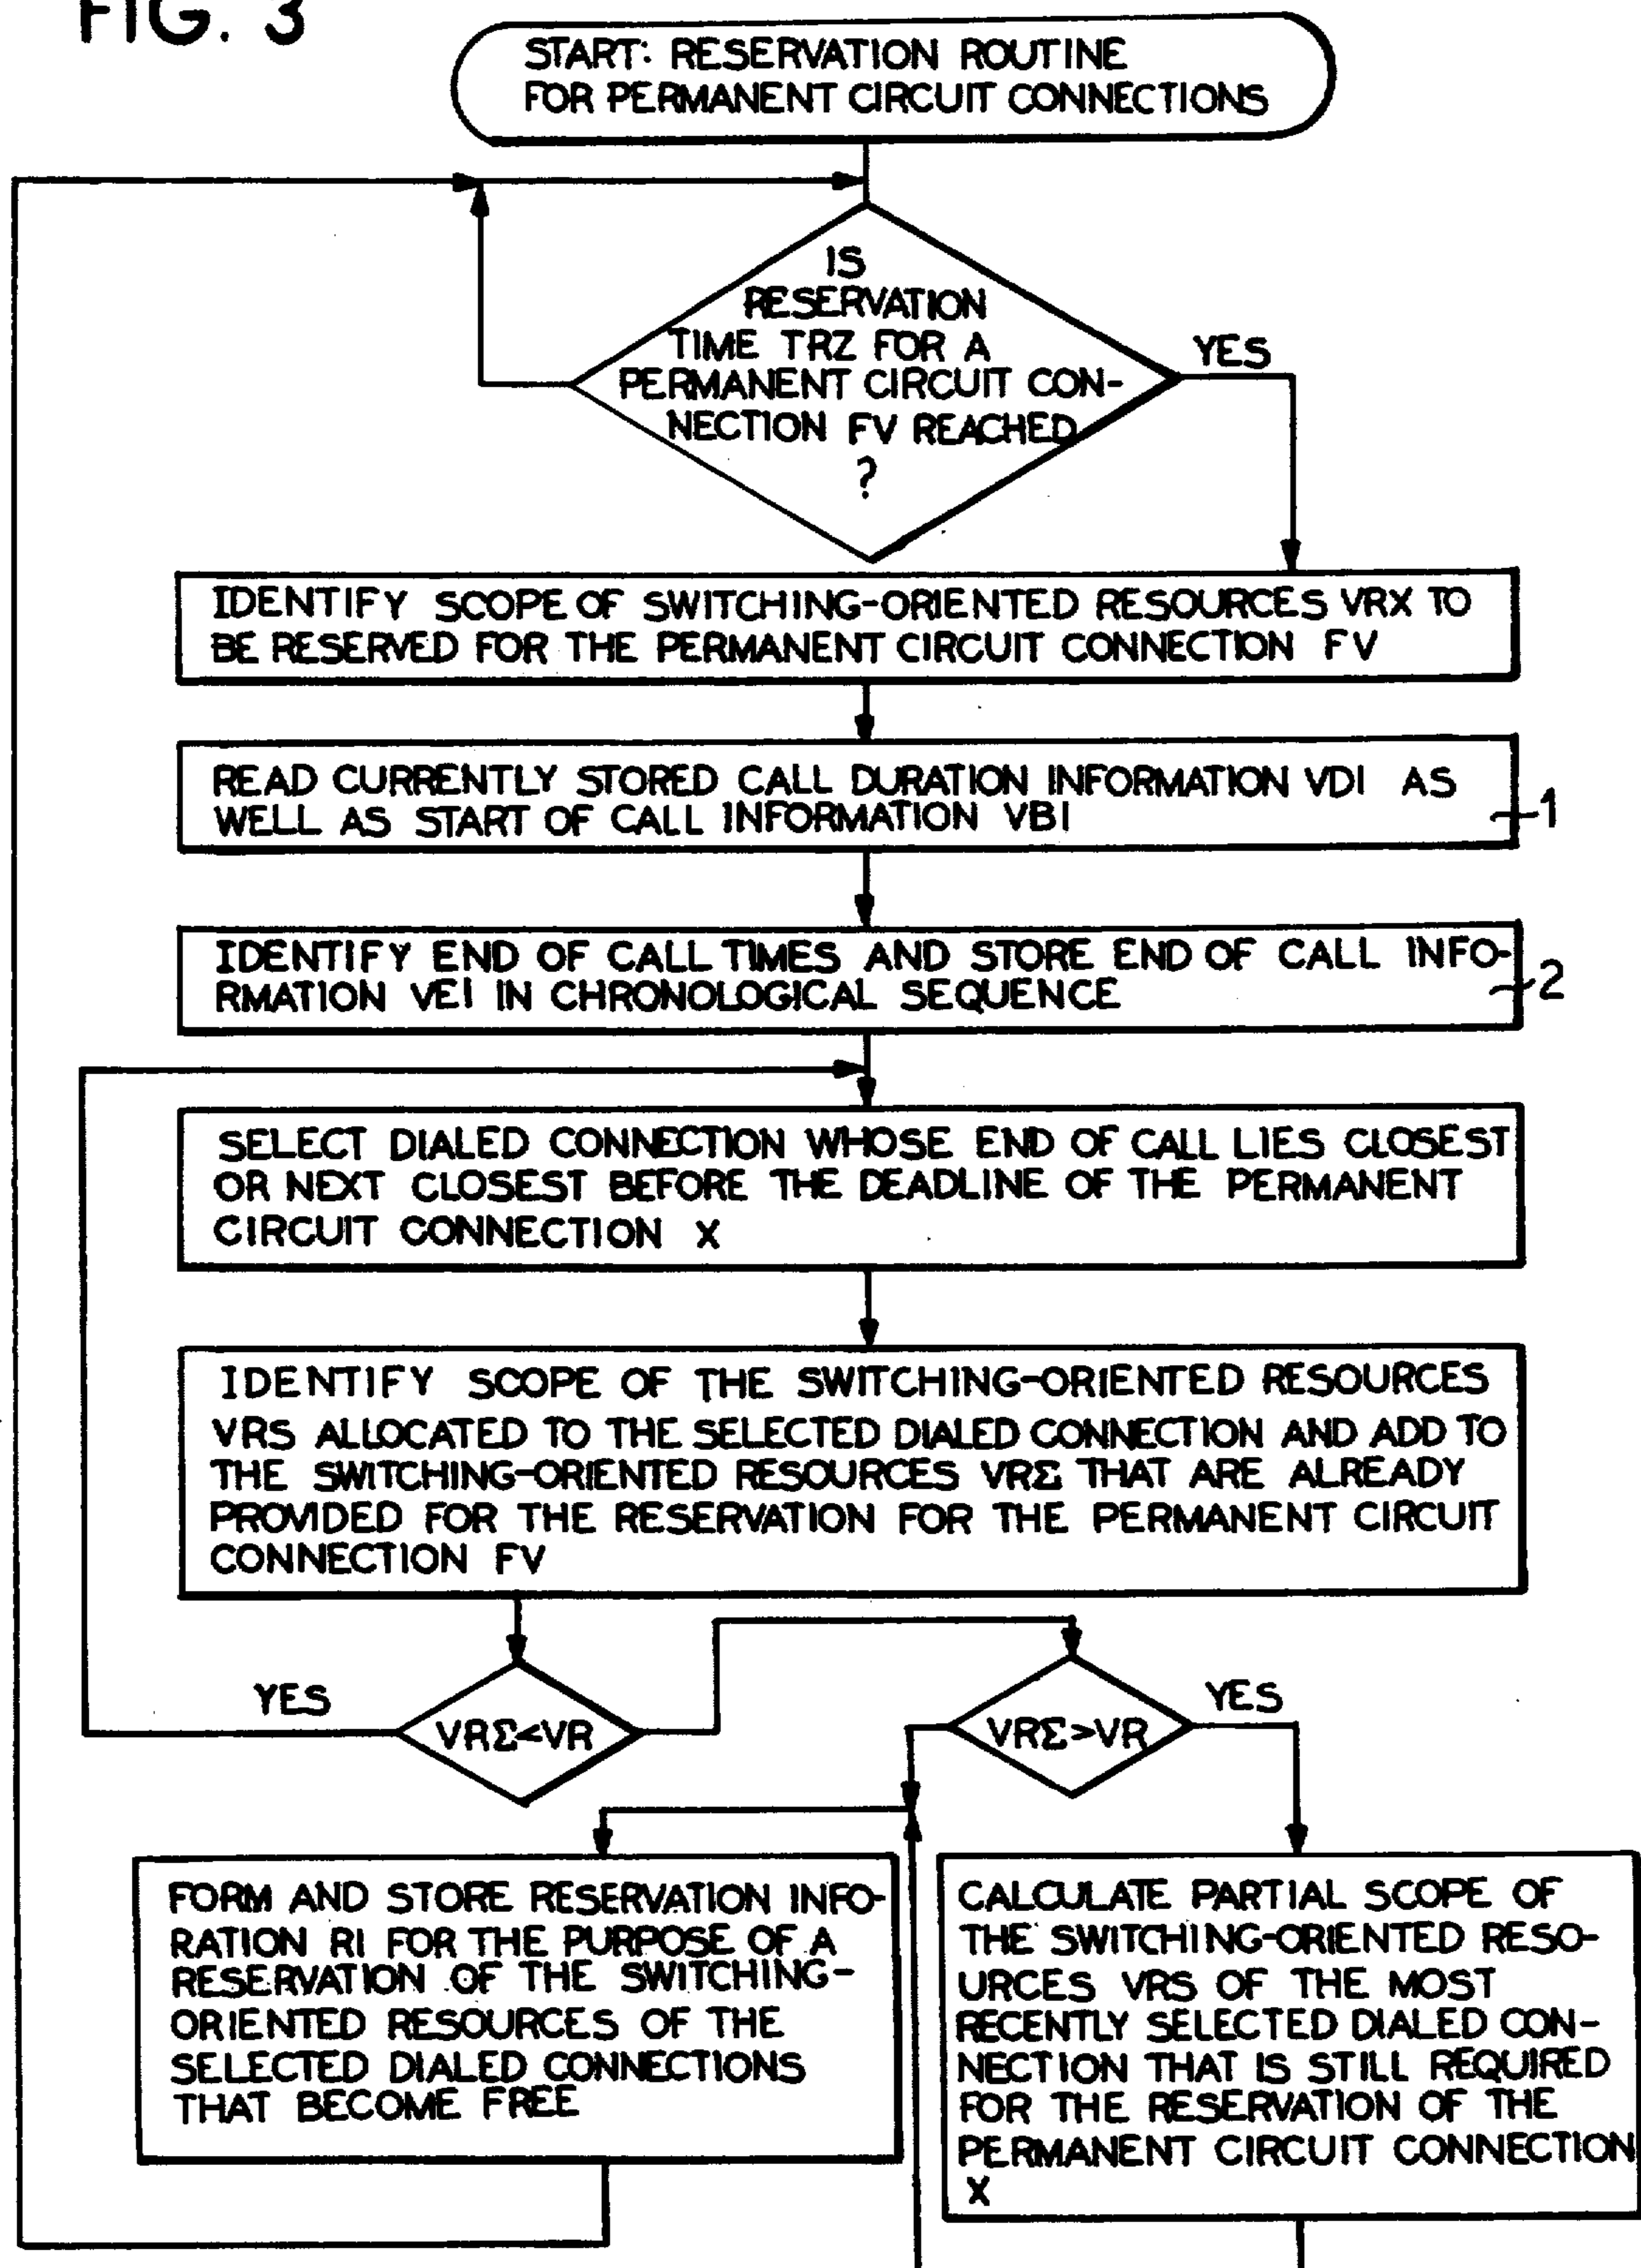 FIG. 3
START: RESERVATION ROUTINE
FOR PERMANENT CIRCUIT CONNECTIONS
IS
RESERVATION
TIME TRZ FOR A
PERMANENT CIRCUIT CON-
NECTION FV REACHED
?
YES
IDENTIFY SCOPE OF SWITCHING-ORIENTED RESOURCES VRX TO
BE RESERVED FOR THE PERMANENT CIRCUIT CONNECTION FV
READ CURRENTLY STORED CALL DURATION INFORMATION VDI AS
WELL AS START OF CALL INFORMATION VBI
1
IDENTIFY END OF CALL TIMES AND STORE END OF CALL INFO-
RMATION VEI IN CHRONOLOGICAL SEQUENCE
2
SELECT DIALED CONNECTION WHOSE END OF CALL LIES CLOSEST
OR NEXT CLOSEST BEFORE THE DEADLINE OF THE PERMANENT
CIRCUIT CONNECTION X
IDENTIFY SCOPE OF THE SWITCHING-ORIENTED RESOURCES
VRS ALLOCATED TO THE SELECTED DIALED CONNECTION AND ADD TO
THE SWITCHING-ORIENTED RESOURCES VRΣ THAT ARE ALREADY
PROVIDED FOR THE RESERVATION FOR THE PERMANENT CIRCUIT
CONNECTION FV
YES
VRΣ<VR
VRΣ>VR
YES
FORM AND STORE RESERVATION INFO-
RATION RI FOR THE PURPOSE OF A
RESERVATION OF THE SWITCHING-
ORIENTED RESOURCES OF THE
SELECTED DIALED CONNECTIONS
THAT BECOME FREE
CALCULATE PARTIAL SCOPE OF
THE SWITCHING-ORIENTED RESO-
URCES VRS OF THE MOST
RECENTLY SELECTED DIALED CON-
NECTION THAT IS STILL REQUIRED
FOR THE RESERVATION OF THE
PERMANENT CIRCUIT CONNECTION
X